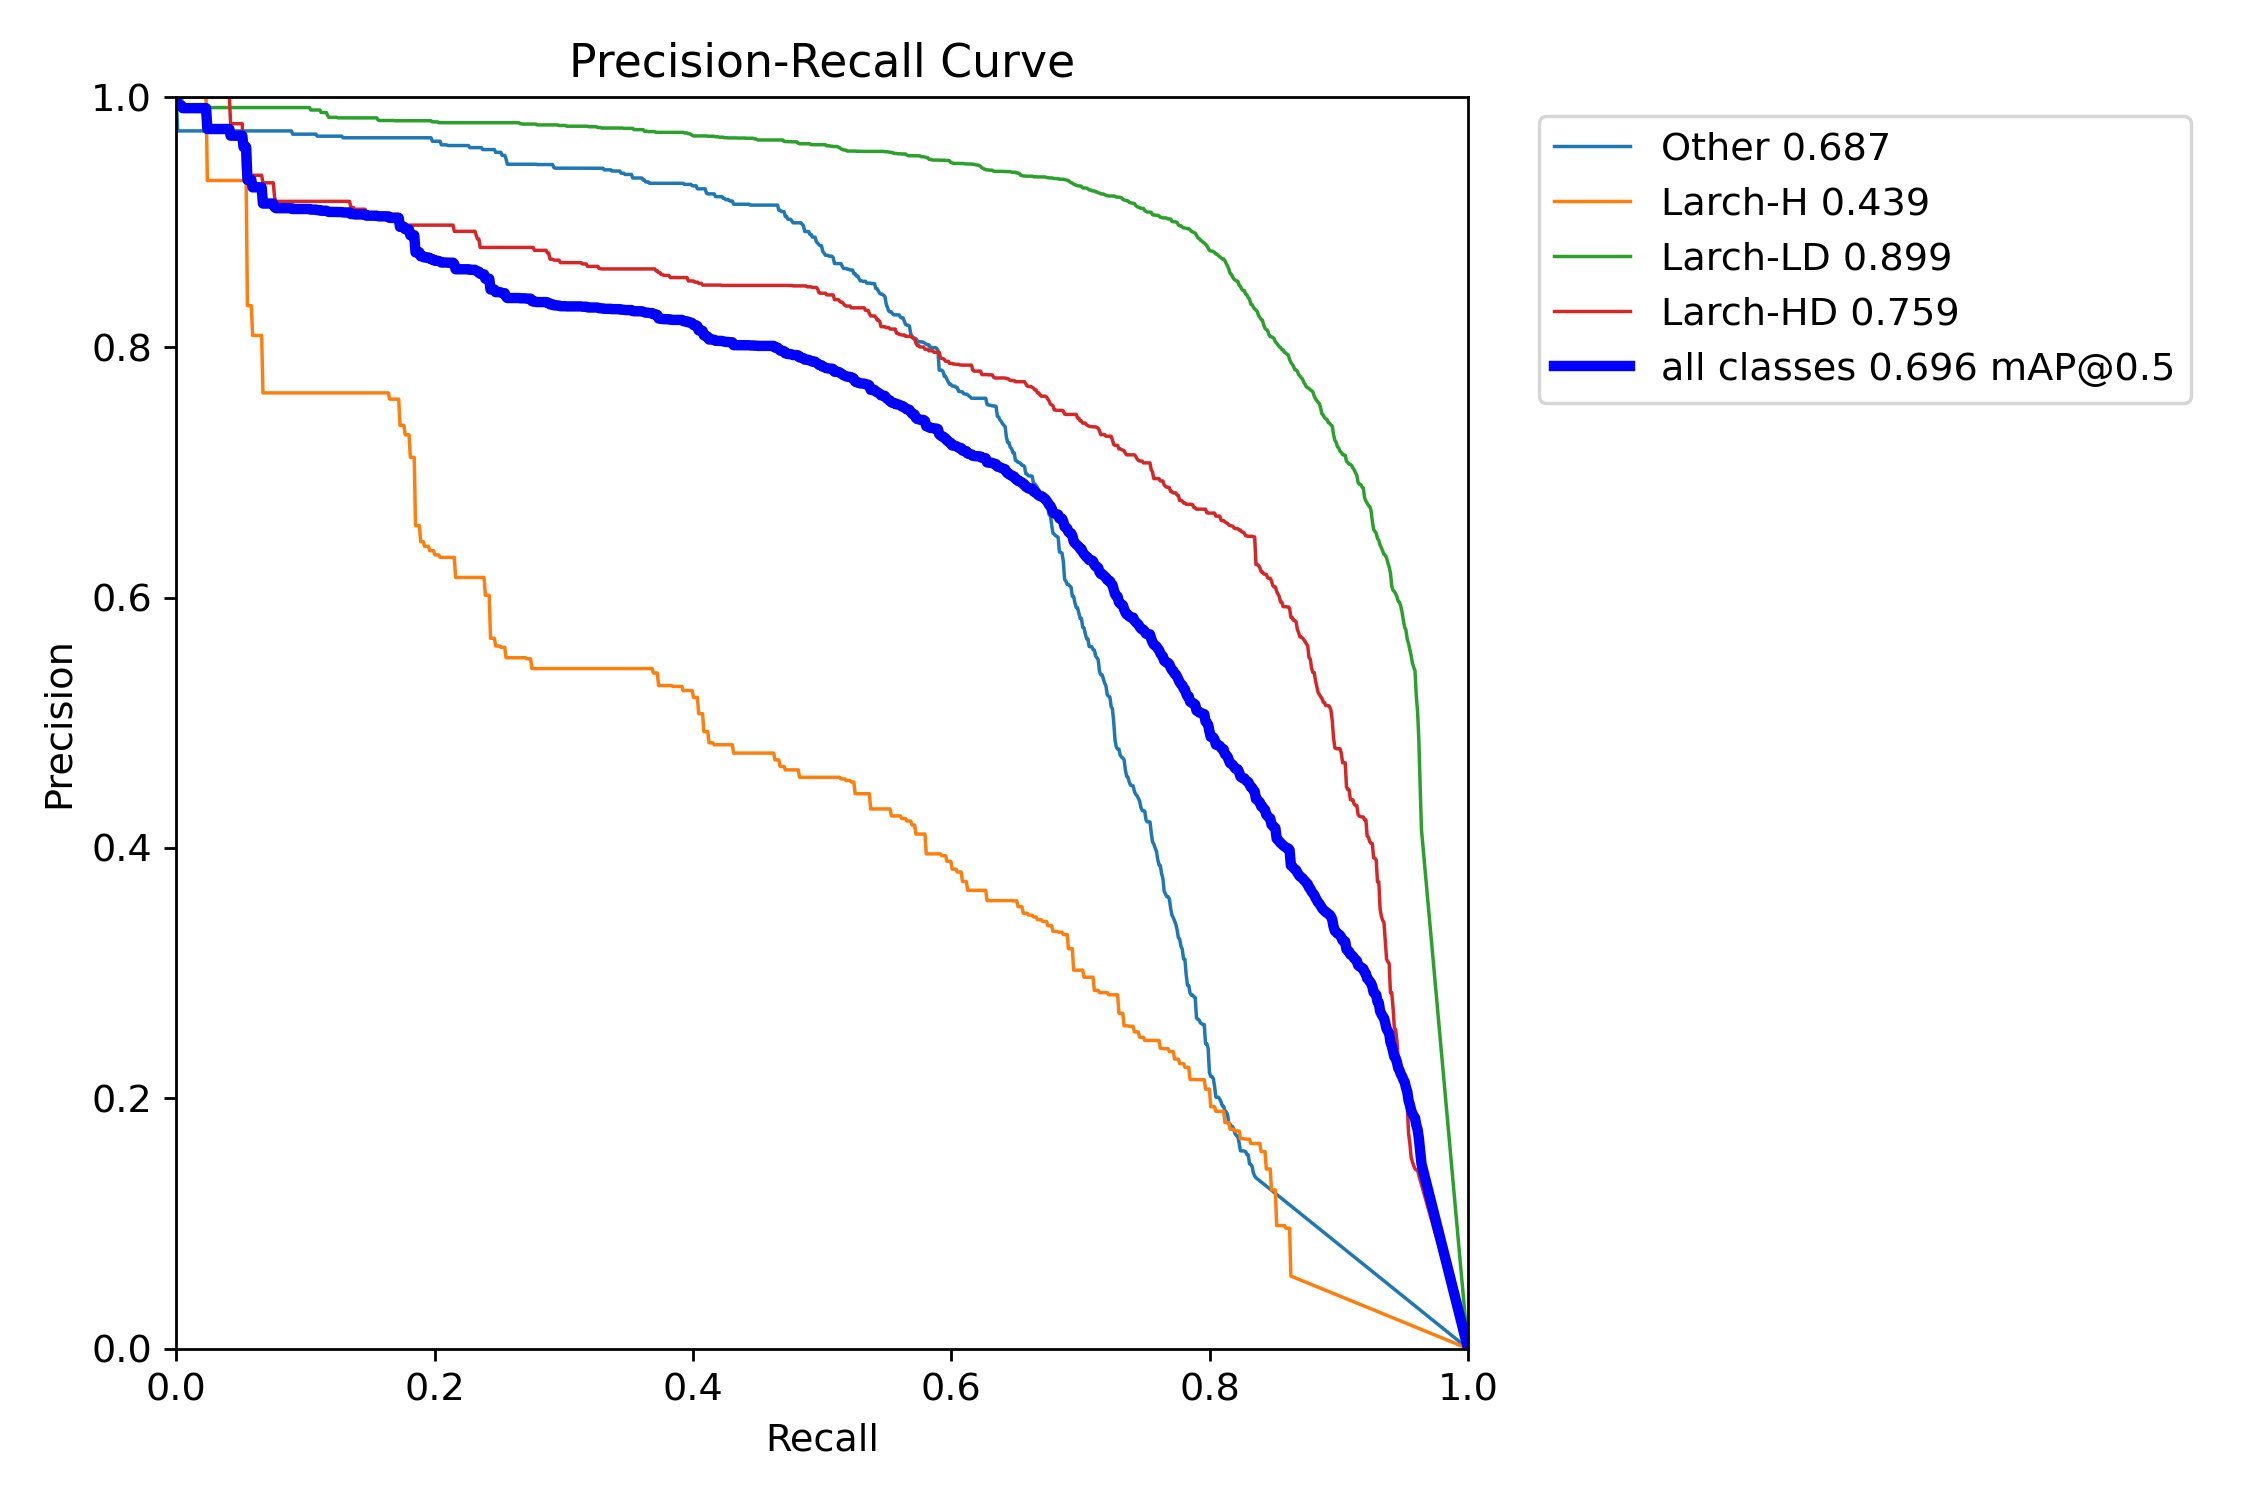 Precision-Recall Curve
1.0
0.8
0.6
0.4
0.2
0.0
Precision
0.0 0.2 0.4 0.6 0.8 1.0
Recall
Other 0.687
Larch-H 0.439
Larch-LD 0.899
Larch-HD 0.759
all classes 0.696 mAP@0.5